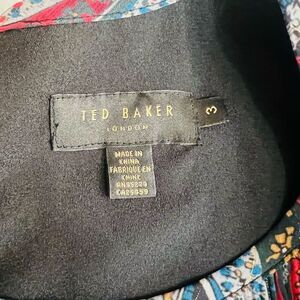 TED BAKER
LONDON
3
MADE IN
CHINA
FABRIQUÉ EN
CHINE